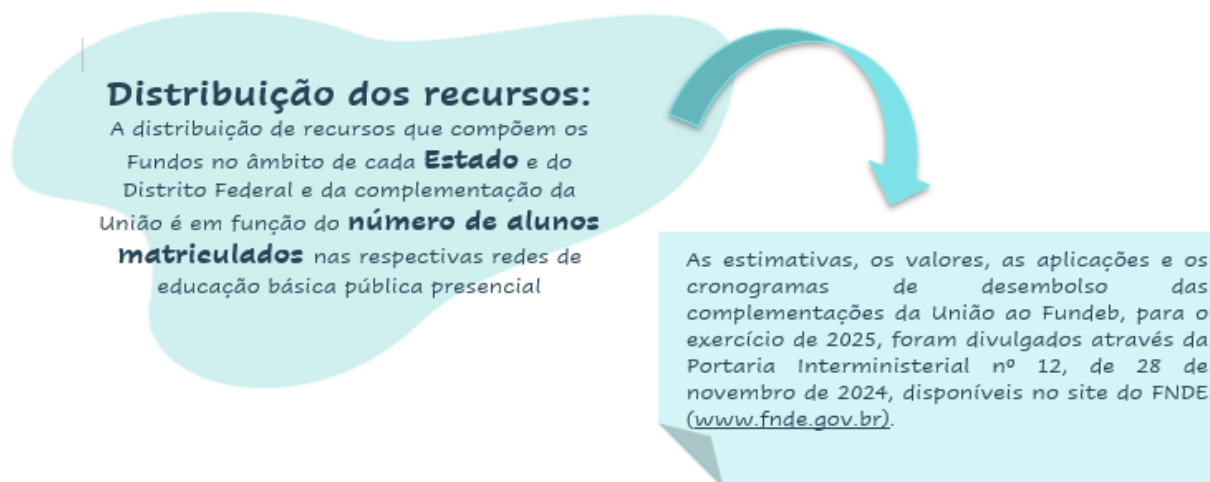 Distribuição dos recursos:
A distribuição de recursos que compõem os
Fundos no âmbito de cada Estado e do
Distrito Federal e da complementação da
União é em função do número de alunos
matriculados nas respectivas redes de
educação básica pública presencial
As estimativas, os valores, as aplicações e os
cronogramas de desembolso das
complementações da União ao Fundeb, para o
exercício de 2025, foram divulgados através da
Portaria Interministerial nº 12, de 28 de
novembro de 2024, disponíveis no site do FNDE
(www.fnde.gov.br).